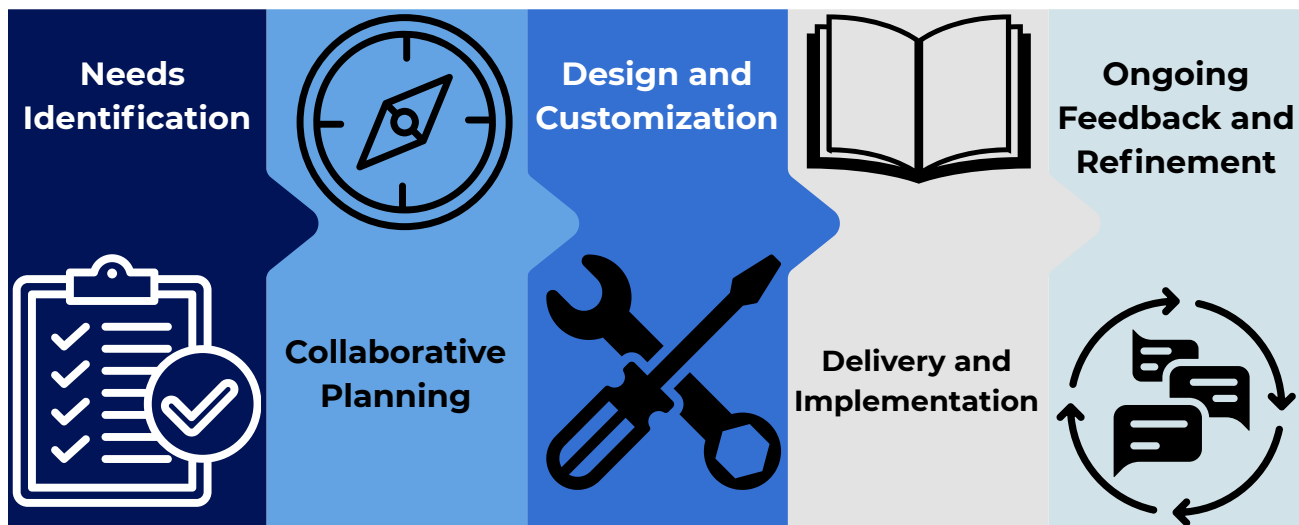 Needs
Identification
Collaborative
Planning
Design and
Customization
Delivery and
Implementation
Ongoing
Feedback and
Refinement